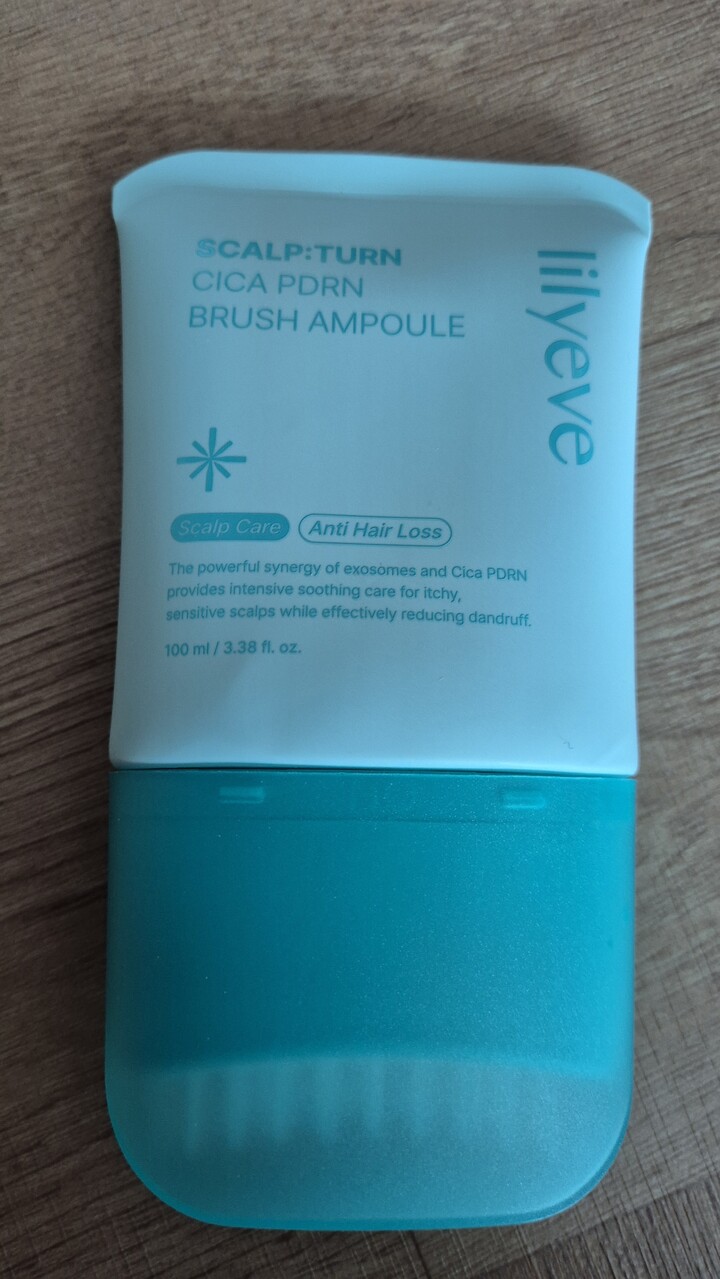 SCALP:TURN
CICA PDRN
BRUSH AMPOULE
lilyeve
Scalp Care
Anti Hair Loss
The powerful synergy of exosomes and Cica PDRN
provides intensive soothing care for itchy,
sensitive scalps while effectively reducing dandruff.
100 ml / 3.38 fl. oz.